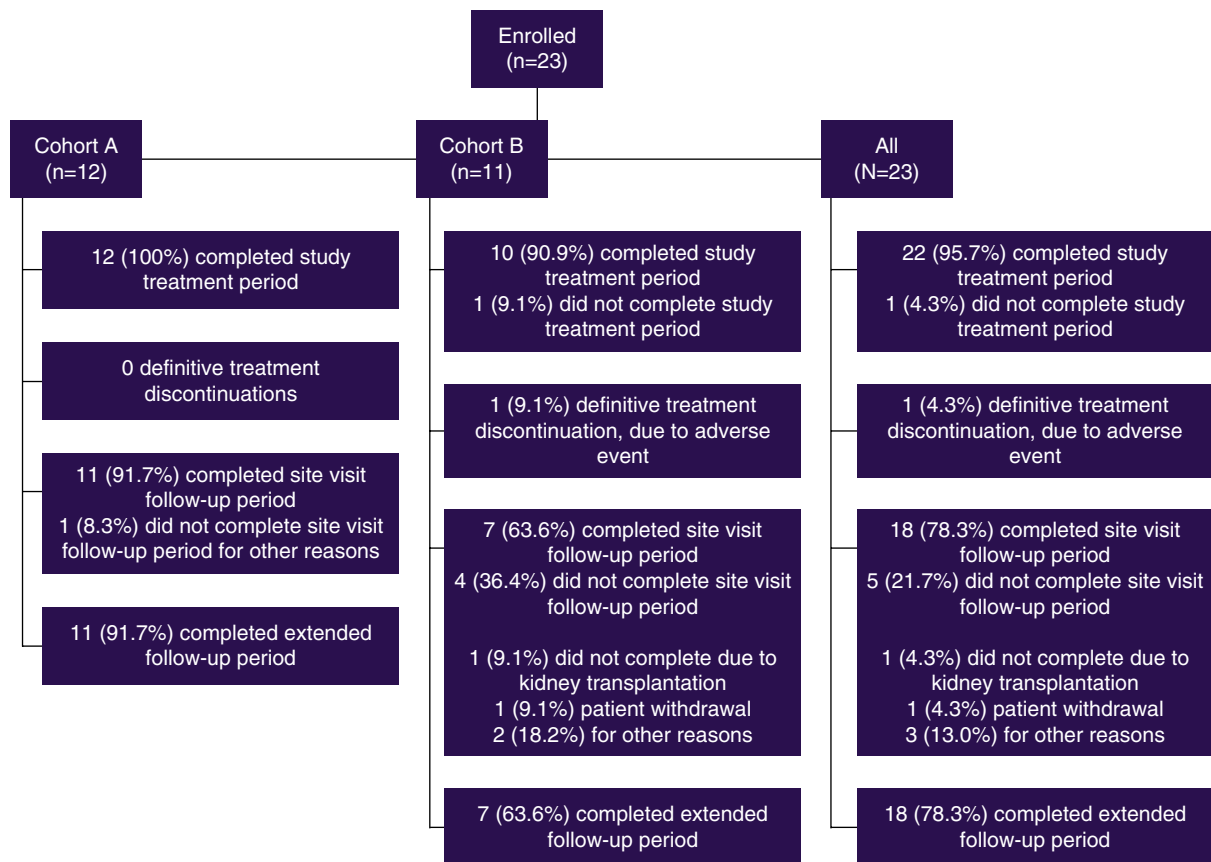 Enrolled
(n=23)
Cohort A
(n=12)
Cohort B
(n=11)
All
(N=23)
12 (100%) completed study
treatment period
0 definitive treatment
discontinuations
11 (91.7%) completed site visit
follow-up period
1 (8.3%) did not complete site visit
follow-up period for other reasons
11 (91.7%) completed extended
follow-up period
10 (90.9%) completed study
treatment period
1 (9.1%) did not complete study
treatment period
1 (9.1%) definitive treatment
discontinuation, due to adverse
event
7 (63.6%) completed site visit
follow-up period
4 (36.4%) did not complete site visit
follow-up period
1 (9.1%) did not complete due to
kidney transplantation
1 (9.1%) patient withdrawal
2 (18.2%) for other reasons
7 (63.6%) completed extended
follow-up period
22 (95.7%) completed study
treatment period
1 (4.3%) did not complete study
treatment period
1 (4.3%) definitive treatment
discontinuation, due to adverse
event
18 (78.3%) completed site visit
follow-up period
5 (21.7%) did not complete site visit
follow-up period
1 (4.3%) did not complete due to
kidney transplantation
1 (4.3%) patient withdrawal
3 (13.0%) for other reasons
18 (78.3%) completed extended
follow-up period